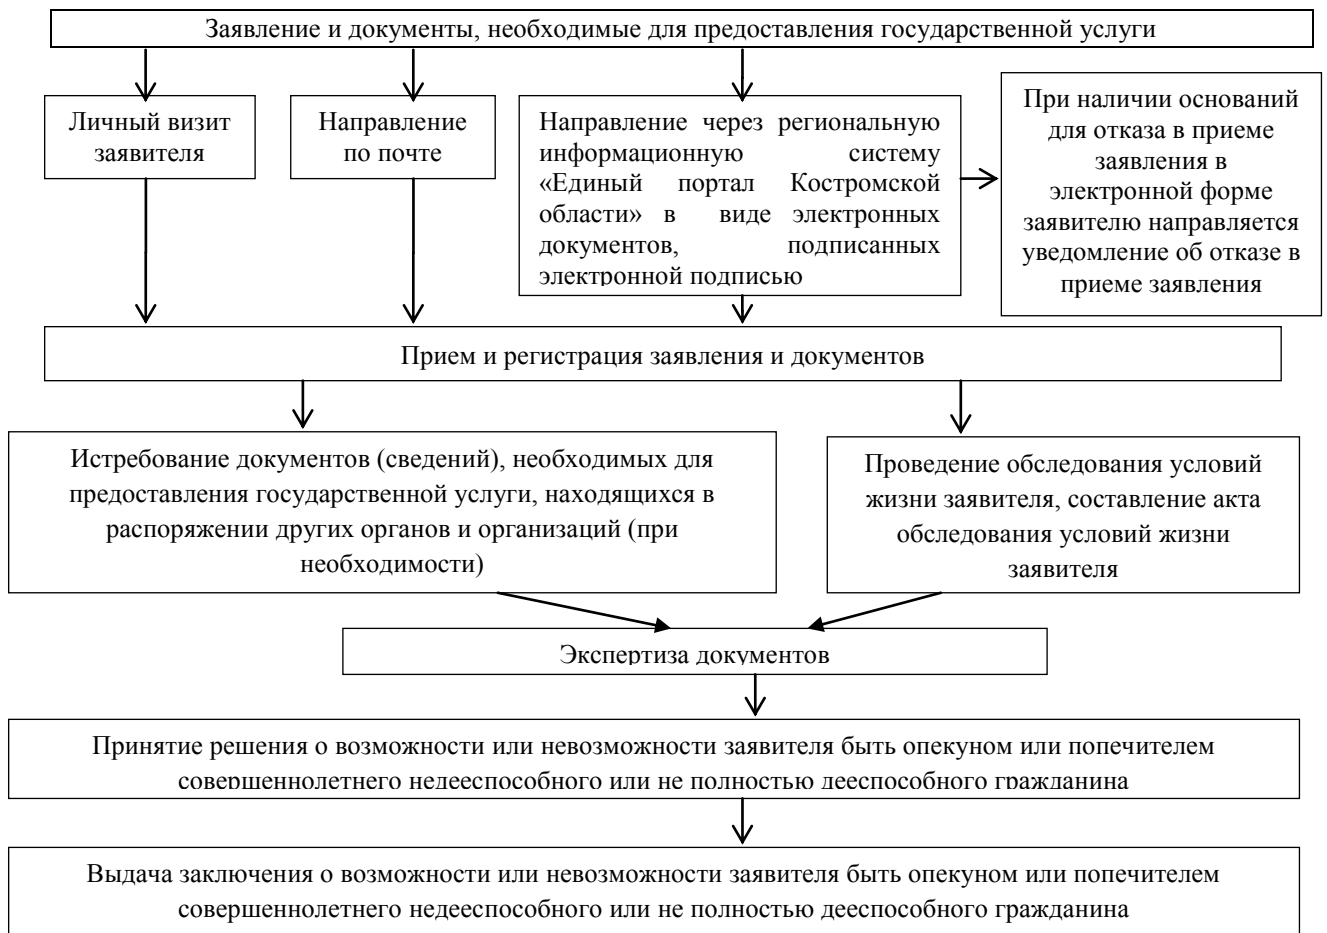 Заявление и документы, необходимые для предоставления государственной услуги
Личный визит
заявителя
Направление
по почте
Направление через региональную
информационную систему
«Единый портал Костромской
области» в виде электронных
документов, подписанных
электронной подписью
При наличии оснований
для отказа в приеме
заявления в
электронной форме
заявителю направляется
уведомление об отказе в
приеме заявления
Прием и регистрация заявления и документов
Истребование документов (сведений), необходимых для
предоставления государственной услуги, находящихся в
распоряжении других органов и организаций (при
необходимости)
Проведение обследования условий
жизни заявителя, составление акта
обследования условий жизни
заявителя
Экспертиза документов
Принятие решения о возможности или невозможности заявителя быть опекуном или попечителем
совершеннолетнего недееспособного или не полностью дееспособного гражданина
Выдача заключения о возможности или невозможности заявителя быть опекуном или попечителем
совершеннолетнего недееспособного или не полностью дееспособного гражданина